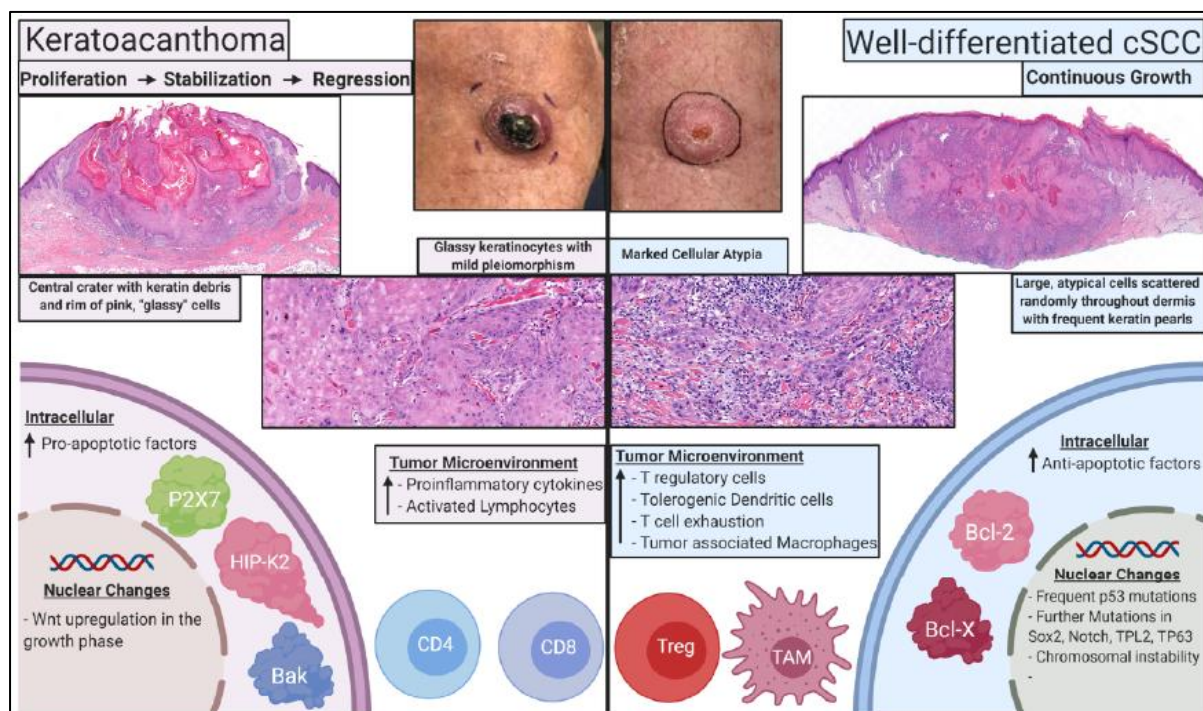 Keratoacanthoma
Proliferation → Stabilization → Regression
Well-differentiated cSCC
Continuous Growth
Glassy keratinocytes with
mild pleiomorphism
Marked Cellular Atypia
Central crater with keratin debris
and rim of pink, "glassy" cells
Large, atypical cells scattered
randomly throughout dermis
with frequent keratin pearls
Intracellular
↑ Pro-apoptotic factors
P2X7
HIP-K2
Bak
Nuclear Changes
- Wnt upregulation in the
growth phase
Tumor Microenvironment
↑ - Proinflammatory cytokines
- Activated Lymphocytes
CD4
CD8
Tumor Microenvironment
↑ - T regulatory cells
- Tolerogenic Dendritic cells
- T cell exhaustion
- Tumor associated Macrophages
Treg
TAM
Intracellular
↑ Anti-apoptotic factors
Bcl-2
Bcl-X
Nuclear Changes
- Frequent p53 mutations
- Further Mutations in
Sox2, Notch, TPL2, TP63
- Chromosomal instability
-